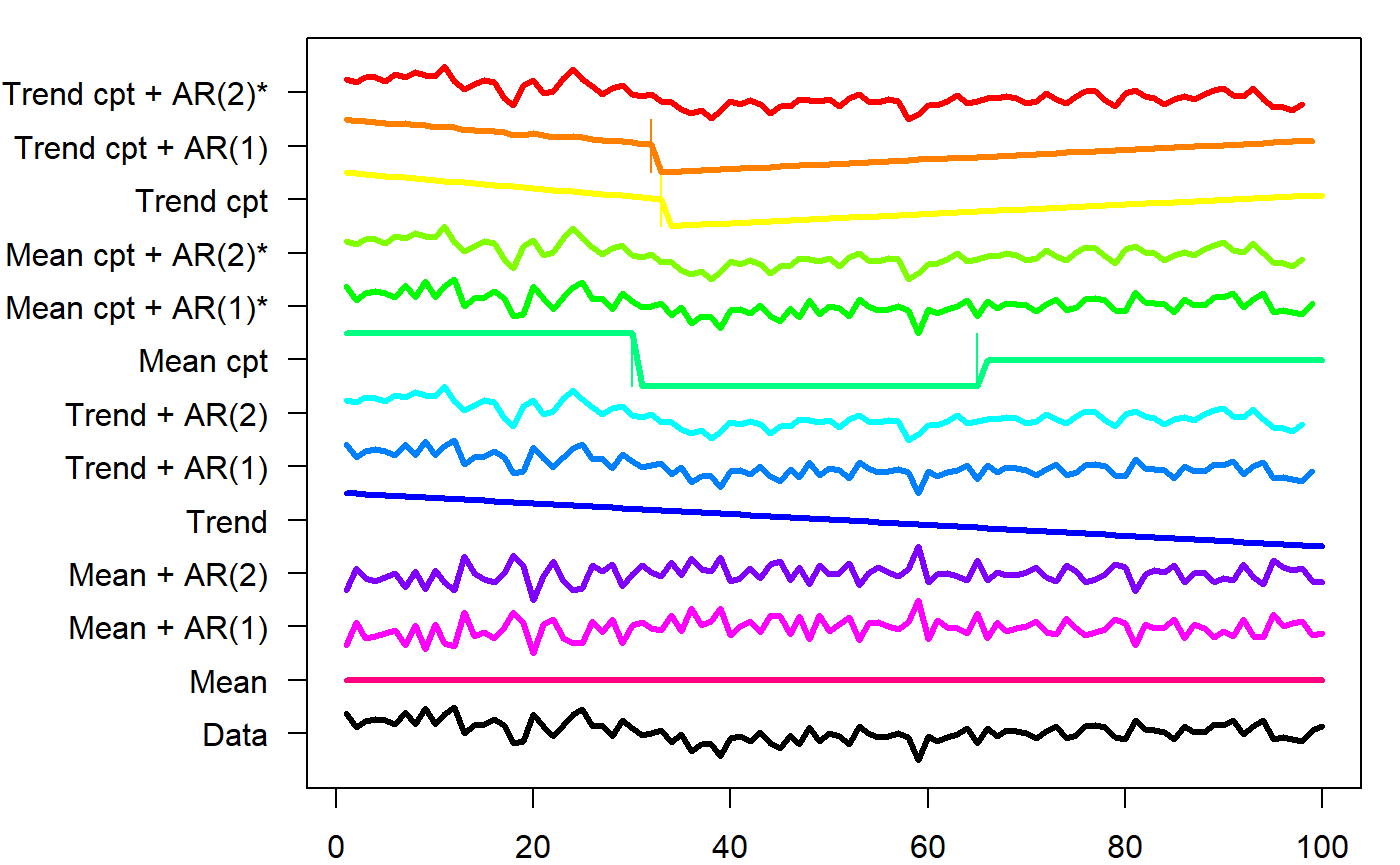 Trend cpt + AR(2)*
Trend cpt + AR(1)
Trend cpt
Mean cpt + AR(2)*
Mean cpt + AR(1)*
Mean cpt
Trend + AR(2)
Trend + AR(1)
Trend
Mean + AR(2)
Mean + AR(1)
Mean
Data
0 20 40 60 80 100